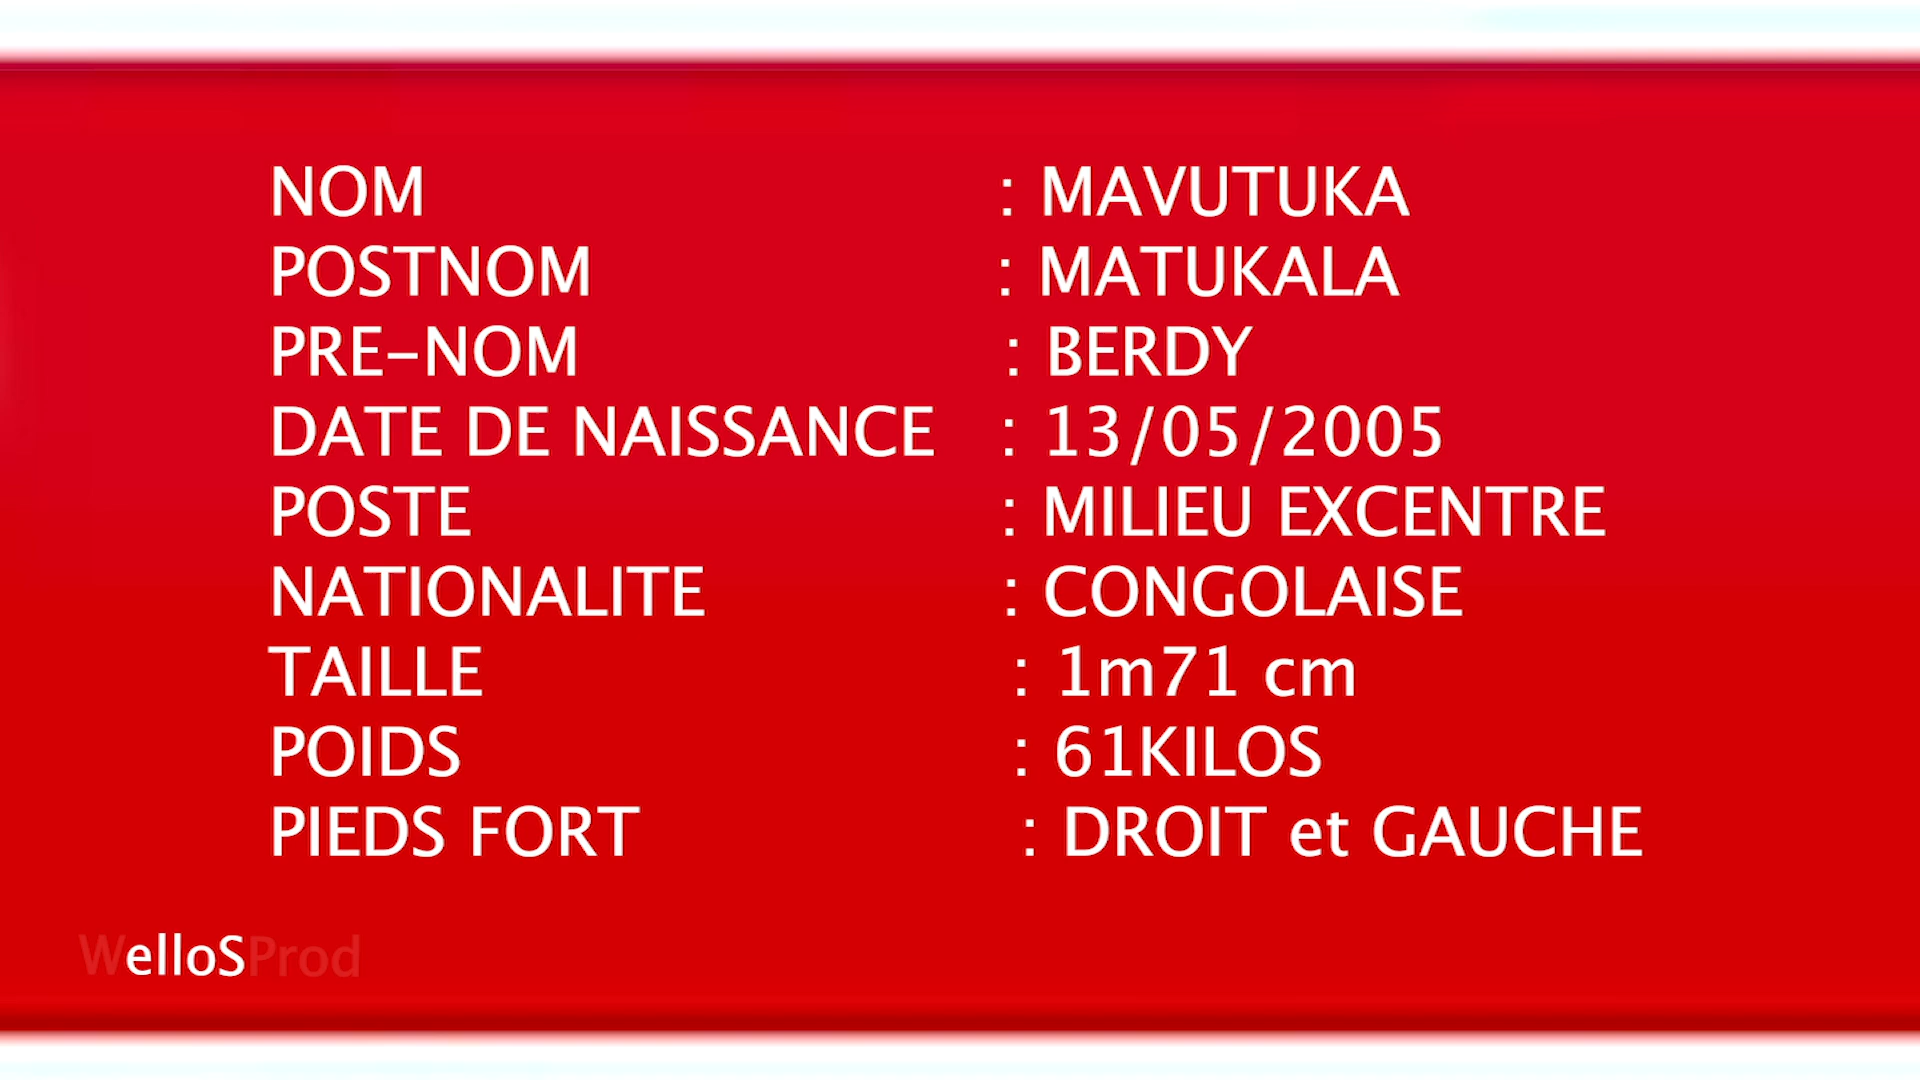 NOM : MAVUTUKA
POSTNOM : MATUKALA
PRE-NOM : BERDY
DATE DE NAISSANCE : 13/05/2005
POSTE : MILIEU EXCENTRE
NATIONALITE : CONGOLAISE
TAILLE : 1m71 cm
POIDS : 61KILOS
PIEDS FORT : DROIT et GAUCHE
WelloSProd